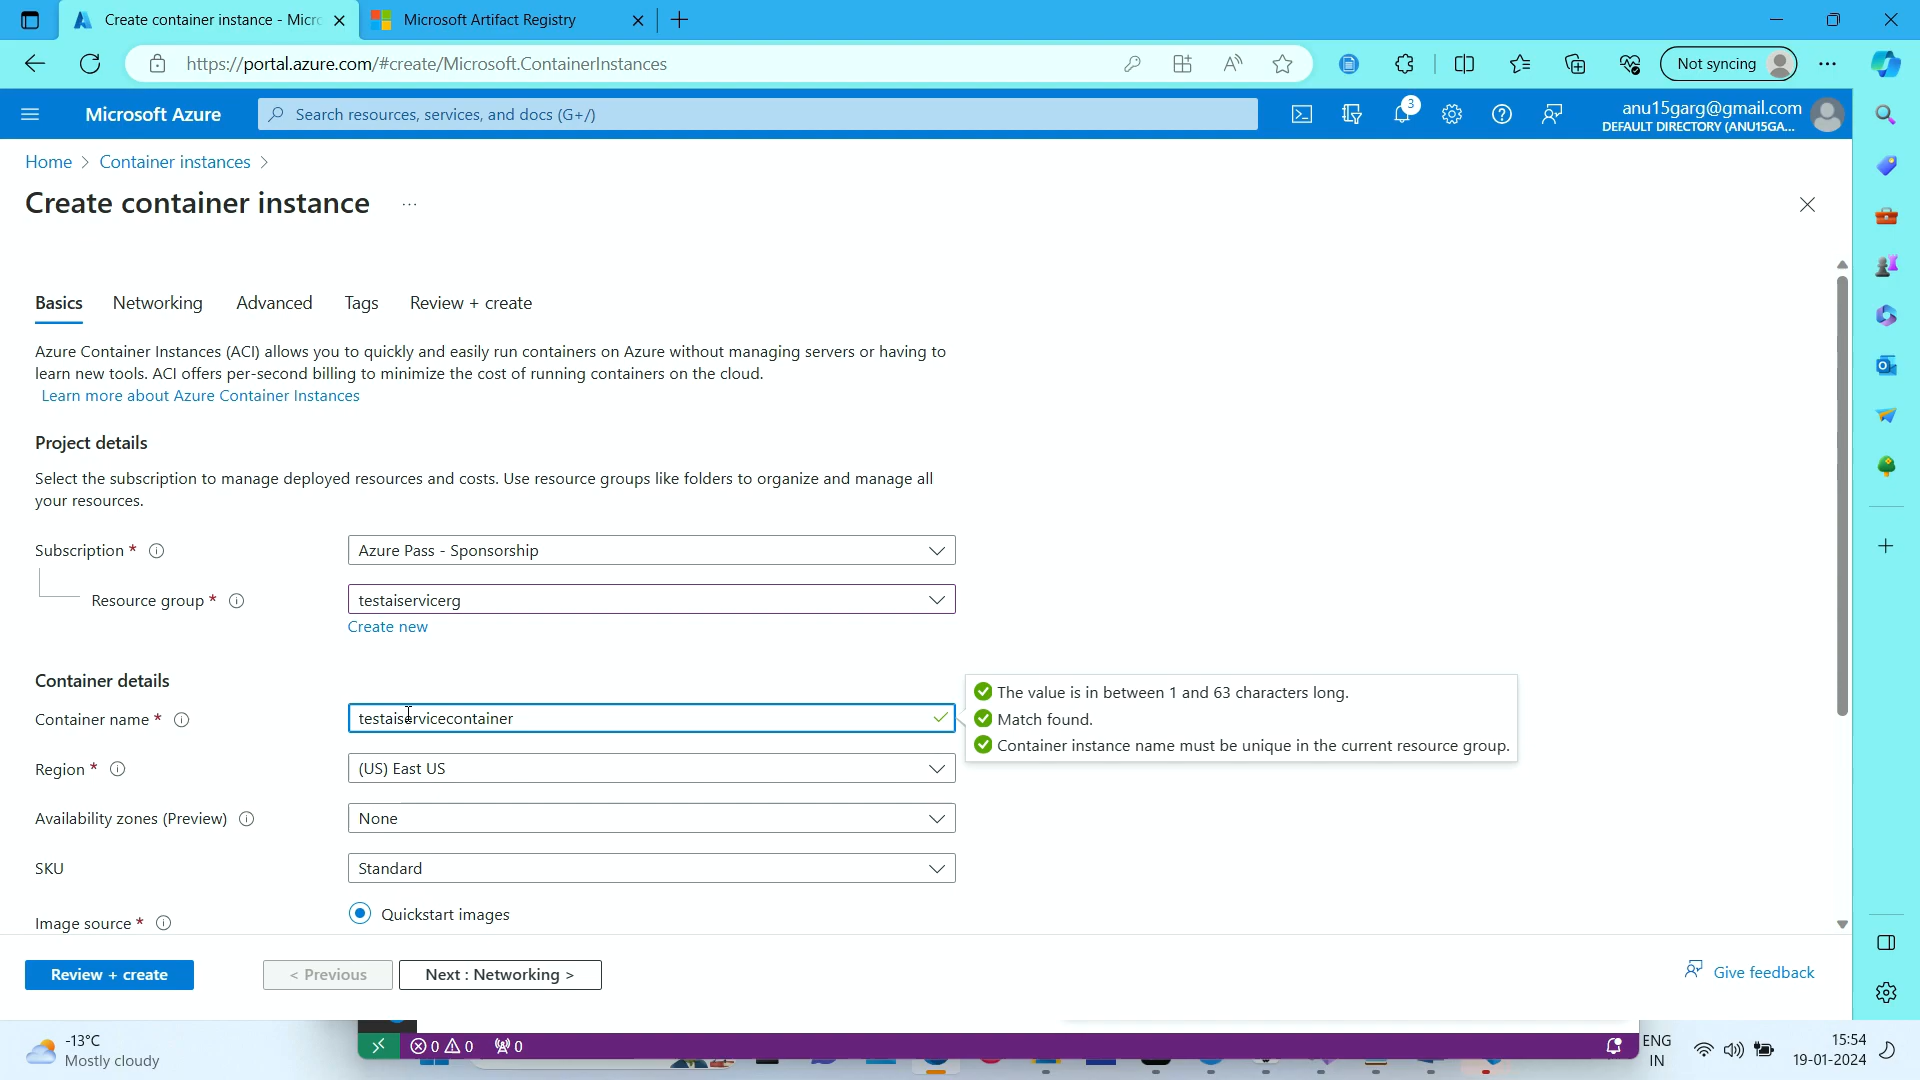 Create container instance - Micro
Microsoft Artifact Registry
https://portal.azure.com/#create/Microsoft.ContainerInstances
Not syncing
Microsoft Azure
Search resources, services, and docs (G+/)
3
anu15garg@gmail.com
DEFAULT DIRECTORY (ANU15GA...
Home > Container instances >
Create container instance ...
Basics Networking Advanced Tags Review + create
Azure Container Instances (ACI) allows you to quickly and easily run containers on Azure without managing servers or having to
learn new tools. ACI offers per-second billing to minimize the cost of running containers on the cloud.
Learn more about Azure Container Instances
Project details
Select the subscription to manage deployed resources and costs. Use resource groups like folders to organize and manage all
your resources.
Subscription * Azure Pass - Sponsorship
Resource group * testaiservicerg
Create new
Container details
The value is in between 1 and 63 characters long.
Container name * testaiservicecontainer
Match found.
Container instance name must be unique in the current resource group.
Region * (US) East US
Availability zones (Preview) None
SKU Standard
Image source * Quickstart images
Review + create < Previous Next : Networking > Give feedback
-13°C
Mostly cloudy
0 0 0
ENG
IN
15:54
19-01-2024